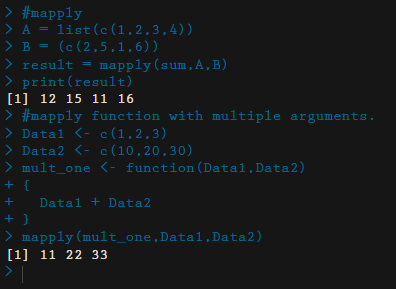 > #mapply
> A = list(c(1,2,3,4))
> B = (c(2,5,1,6))
> result = mapply(sum,A,B)
> print(result)
[1] 12 15 11 16
> #mapply function with multiple arguments.
> Data1 <- c(1,2,3)
> Data2 <- c(10,20,30)
> mult_one <- function(Data1,Data2)
+ {
+   Data1 + Data2
+ }
> mapply(mult_one,Data1,Data2)
[1] 11 22 33
>